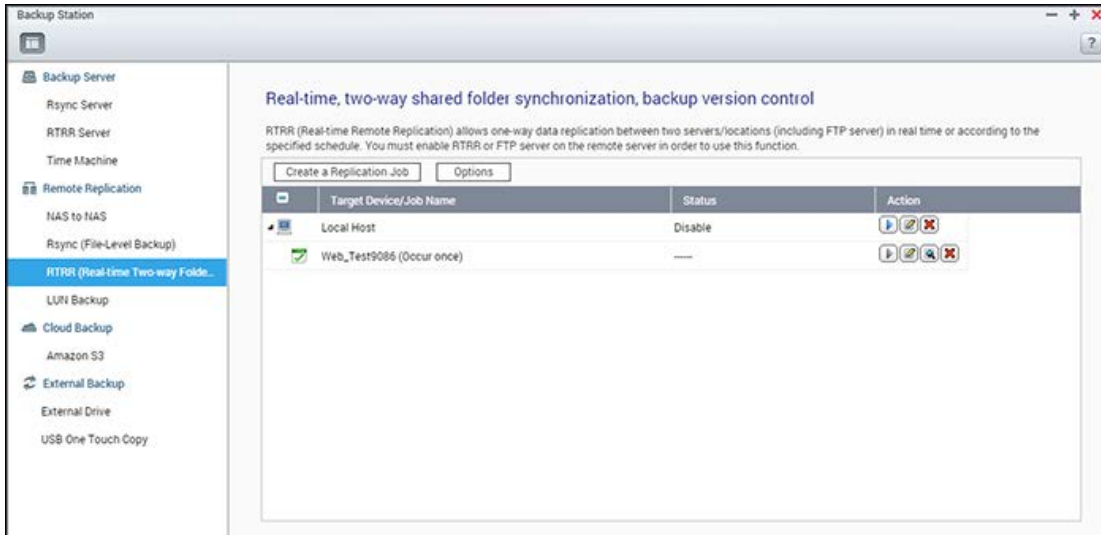 Backup Station
?
Backup Server
Rsync Server
RTRR Server
Time Machine
Remote Replication
NAS to NAS
Rsync (File-Level Backup)
RTRR (Real-time Two-way Folde...
LUN Backup
Cloud Backup
Amazon S3
External Backup
External Drive
USB One Touch Copy
Real-time, two-way shared folder synchronization, backup version control
RTRR (Real-time Remote Replication) allows one-way data replication between two servers/locations (including FTP server) in real time or according to the
specified schedule. You must enable RTRR or FTP server on the remote server in order to use this function.
Create a Replication Job Options
Target Device/Job Name Status Action
Local Host Disable
Web_Test9086 (Occur once) -----